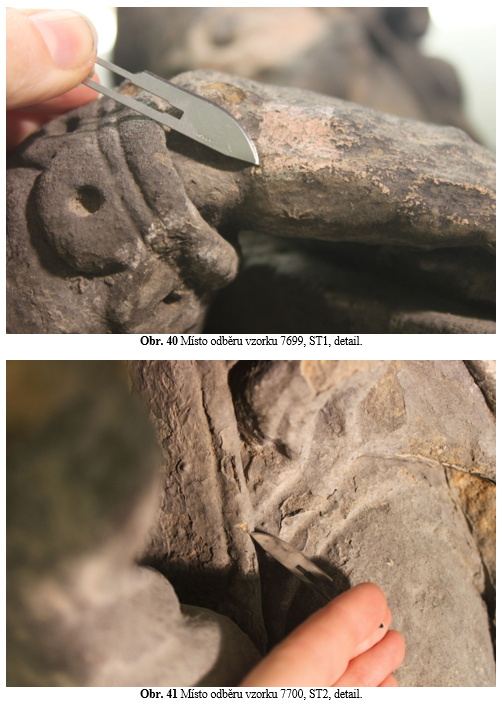 Obr. 40 Místo odběru vzorku 7699, ST1, detail.
Obr. 41 Místo odběru vzorku 7700, ST2, detail.